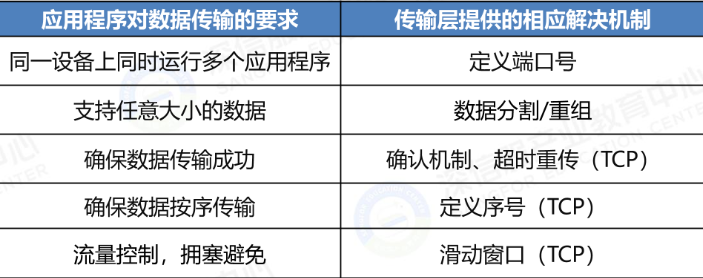 应用程序对数据传输的要求 传输层提供的相应解决机制
同一设备上同时运行多个应用程序 定义端口号
支持任意大小的数据 数据分割/重组
确保数据传输成功 确认机制、超时重传（TCP）
确保数据按序传输 定义序号（TCP）
流量控制，拥塞避免 滑动窗口（TCP）